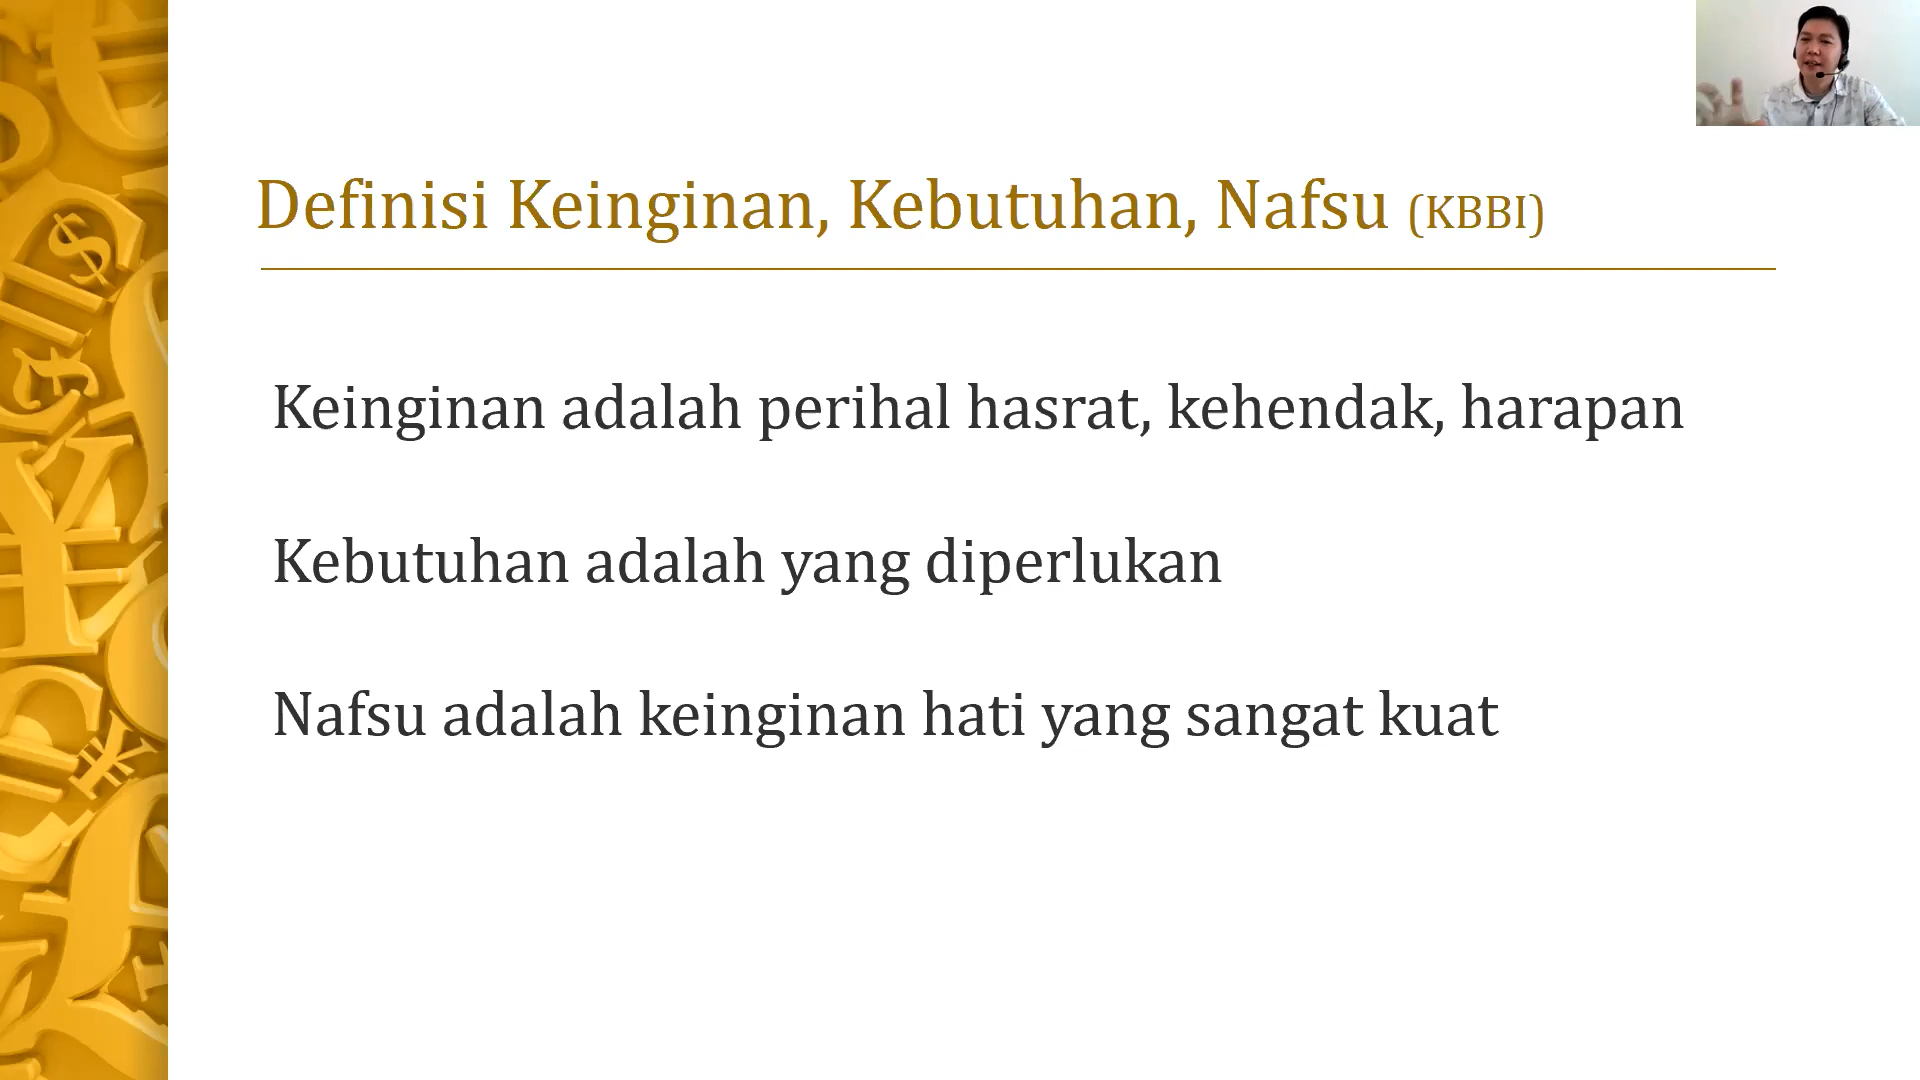 Definisi Keinginan, Kebutuhan, Nafsu (KBBI)
Keinginan adalah perihal hasrat, kehendak, harapan
Kebutuhan adalah yang diperlukan
Nafsu adalah keinginan hati yang sangat kuat